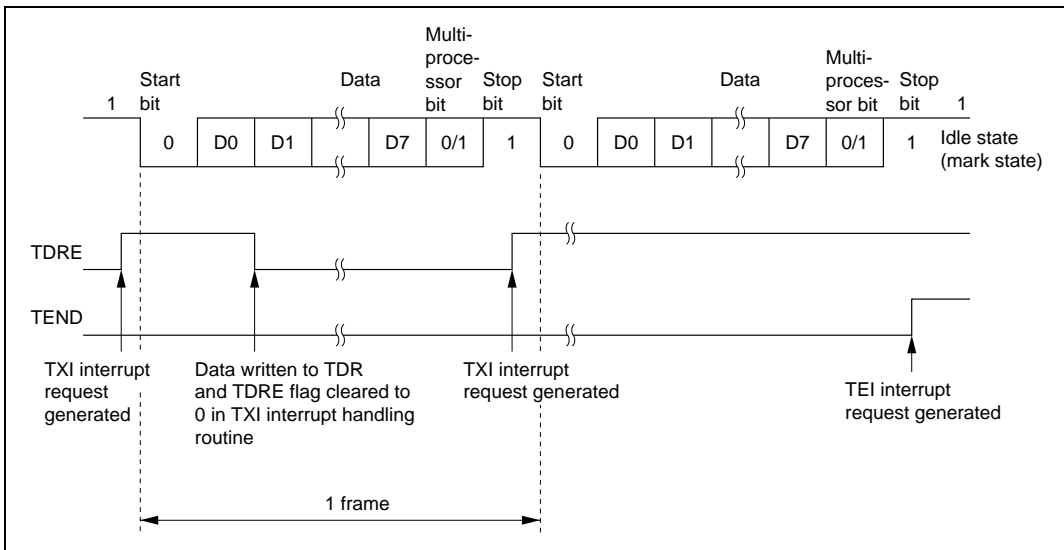 Multi-
proce-
ssor
bit
Multi-
proces-
sor bit
1
Start
bit
Data
Stop
bit
Start
bit
Data
Stop
bit
1
0 D0 D1 D7 0/1 1 0 D0 D1 D7 0/1 1
Idle state
(mark state)
TDRE
TEND
TXI interrupt
request
generated
Data written to TDR
and TDRE flag cleared to
0 in TXI interrupt handling
routine
TXI interrupt
request generated
TEI interrupt
request generated
1 frame